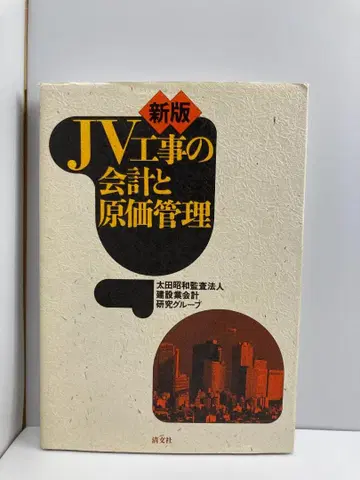 新版
JV工事の
会計と
原価管理
太田昭和監査法人
建設業会計
研究グループ
清文社